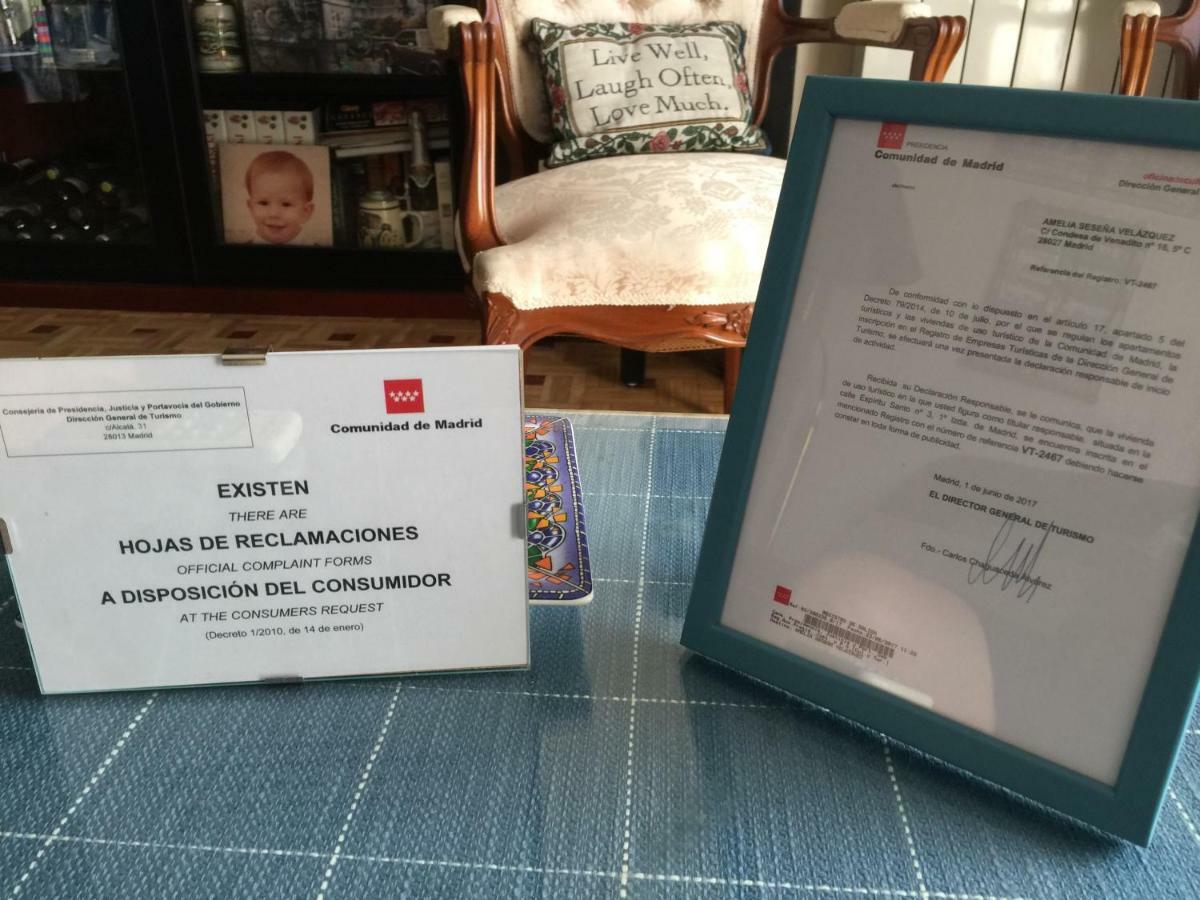 Live Well,
Laugh Often,
Love Much.
Consejería de Presidencia, Justicia y Portavocía del Gobierno
Dirección General de Turismo
c/Alcalá, 31
28013 Madrid
Comunidad de Madrid
EXISTEN
THERE ARE
HOJAS DE RECLAMACIONES
OFFICIAL COMPLAINT FORMS
A DISPOSICIÓN DEL CONSUMIDOR
AT THE CONSUMERS REQUEST
(Decreto 1/2010, de 14 de enero)
PRESIDENCIA
Comunidad de Madrid
Dirección General
AMELIA SESEÑA VELÁZQUEZ
C/ Condesa de Venadito nº 16, 5º C
28027 Madrid
Referencia del Registro: VT-2467
De conformidad con lo dispuesto en el artículo 17, apartado 5 del
Decreto 79/2014, de 10 de julio, por el que se regulan los apartamentos
turísticos y las viviendas de uso turístico de la Comunidad de Madrid, la
inscripción en el Registro de Empresas Turísticas de la Dirección General de
Turismo, se efectuará una vez presentada la declaración responsable de inicio
de actividad.
Recibida su Declaración Responsable, se le comunica, que la vivienda
de uso turístico en la que usted figura como titular responsable, situada en la
calle Espíritu Santo nº 3, 1º Izda. de Madrid, se encuentra inscrita en el
mencionado Registro con el número de referencia VT-2467 debiendo hacerse
constar en toda forma de publicidad.
Madrid, 1 de junio de 2017
EL DIRECTOR GENERAL DE TURISMO
Fdo.- Carlos